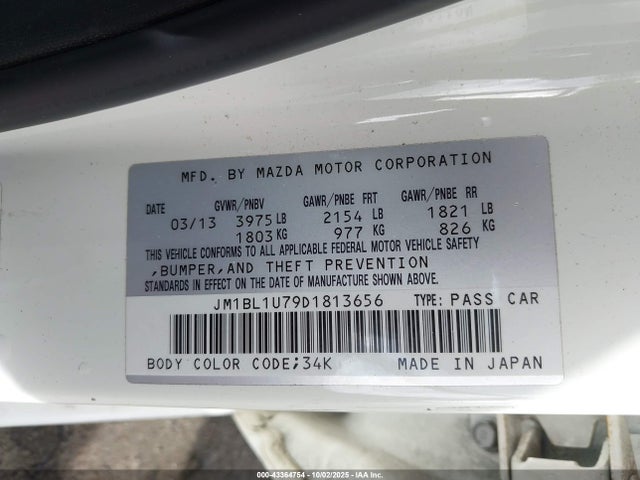 MFD. BY MAZDA MOTOR CORPORATION
DATE GVWR/PNBV GAWR/PNBE FRT GAWR/PNBE RR
03/13 3975 LB 2154 LB 1821 LB
1803 KG 977 KG 826 KG
THIS VEHICLE CONFORMS TO ALL APPLICABLE FEDERAL MOTOR VEHICLE SAFETY
,BUMPER,AND THEFT PREVENTION
STANDARDS IN EFFECT ON THE DATE OF MANUFACTURE SHOWN ABOVE.
JM1BL1U79D1813656 TYPE: PASS CAR
BODY COLOR CODE;34K MADE IN JAPAN
000-43364754 | 10/02/2025 | IAA Inc.